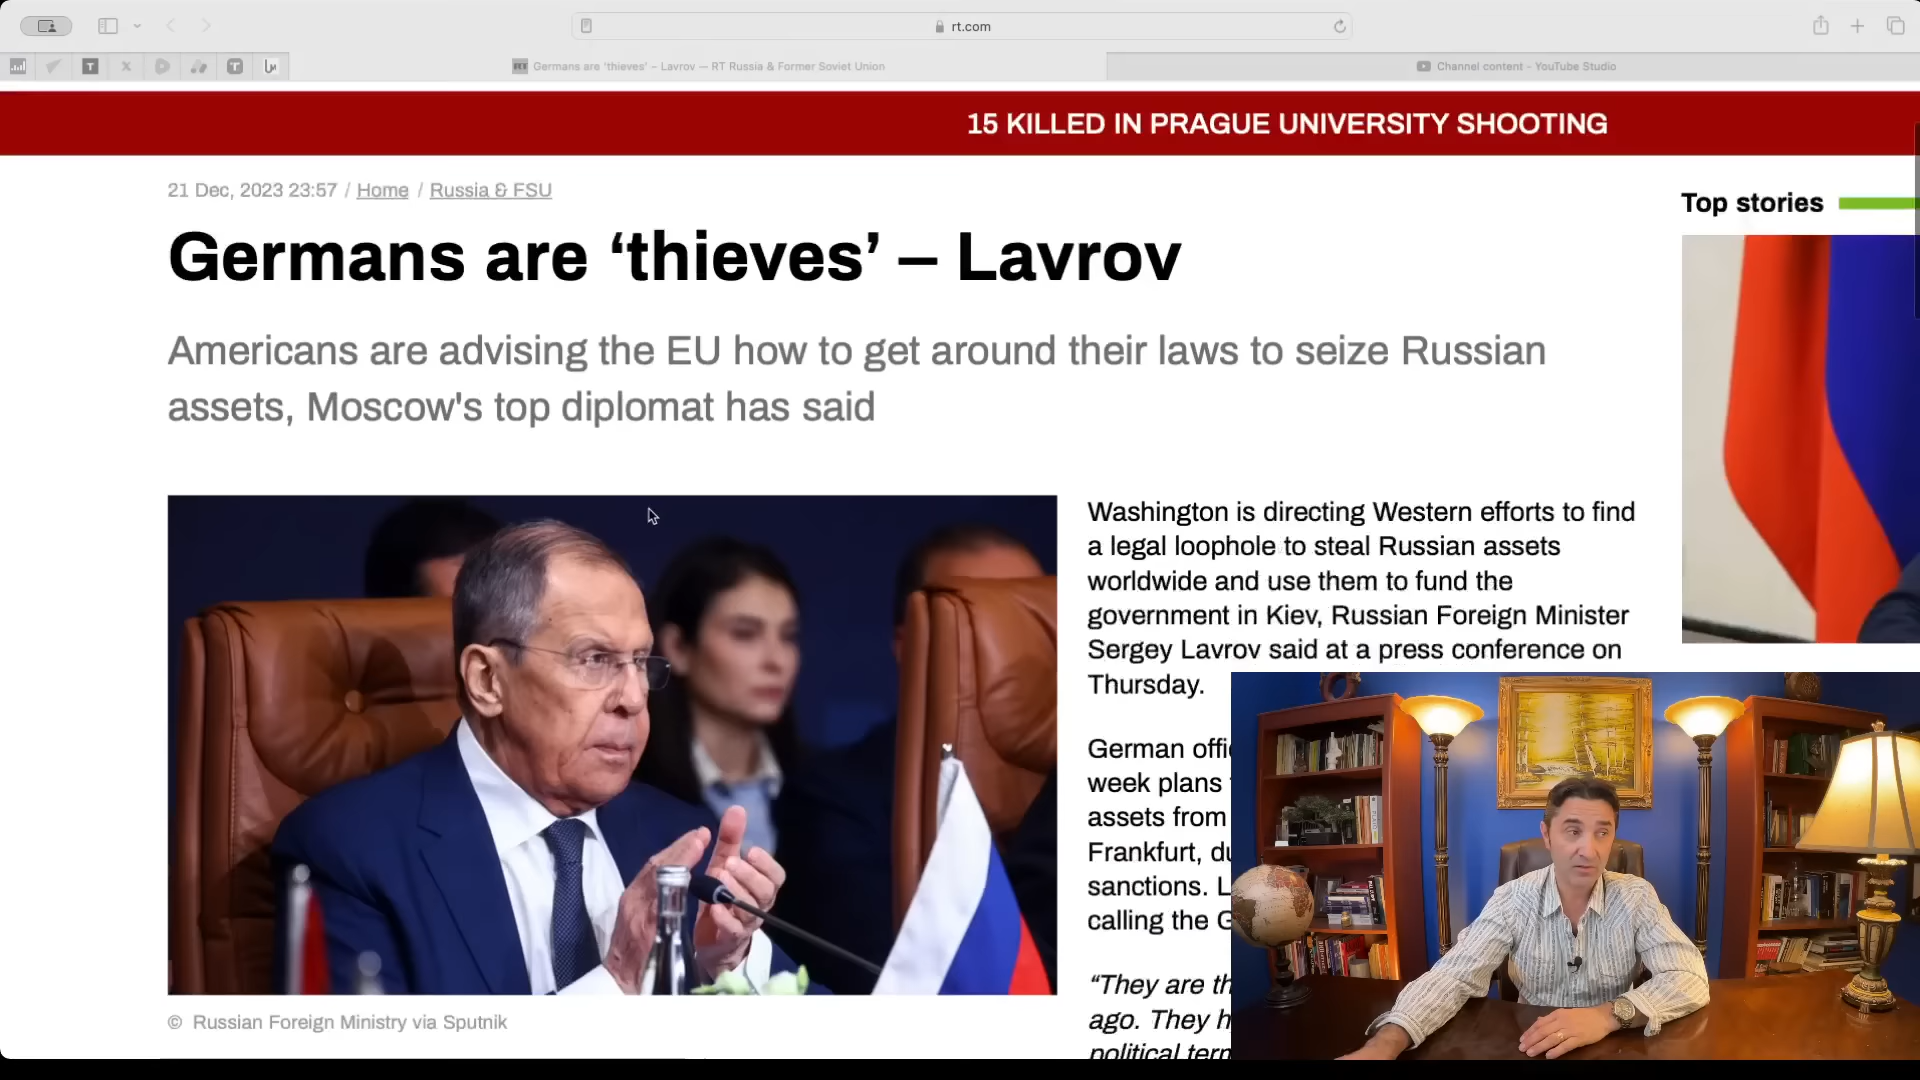 rt.com
Germans are 'thieves' – Lavrov — RT Russia & Former Soviet Union
Channel content - YouTube Studio
15 KILLED IN PRAGUE UNIVERSITY SHOOTING
21 Dec, 2023 23:57 / Home / Russia & FSU
Top stories
Germans are ‘thieves’ – Lavrov
Americans are advising the EU how to get around their laws to seize Russian
assets, Moscow's top diplomat has said
Washington is directing Western efforts to find
a legal loophole to steal Russian assets
worldwide and use them to fund the
government in Kiev, Russian Foreign Minister
Sergey Lavrov said at a press conference on
Thursday.
German offi
week plans
assets from
Frankfurt, du
sanctions. L
calling the G
“They are th
ago. They h
political tern
© Russian Foreign Ministry via Sputnik